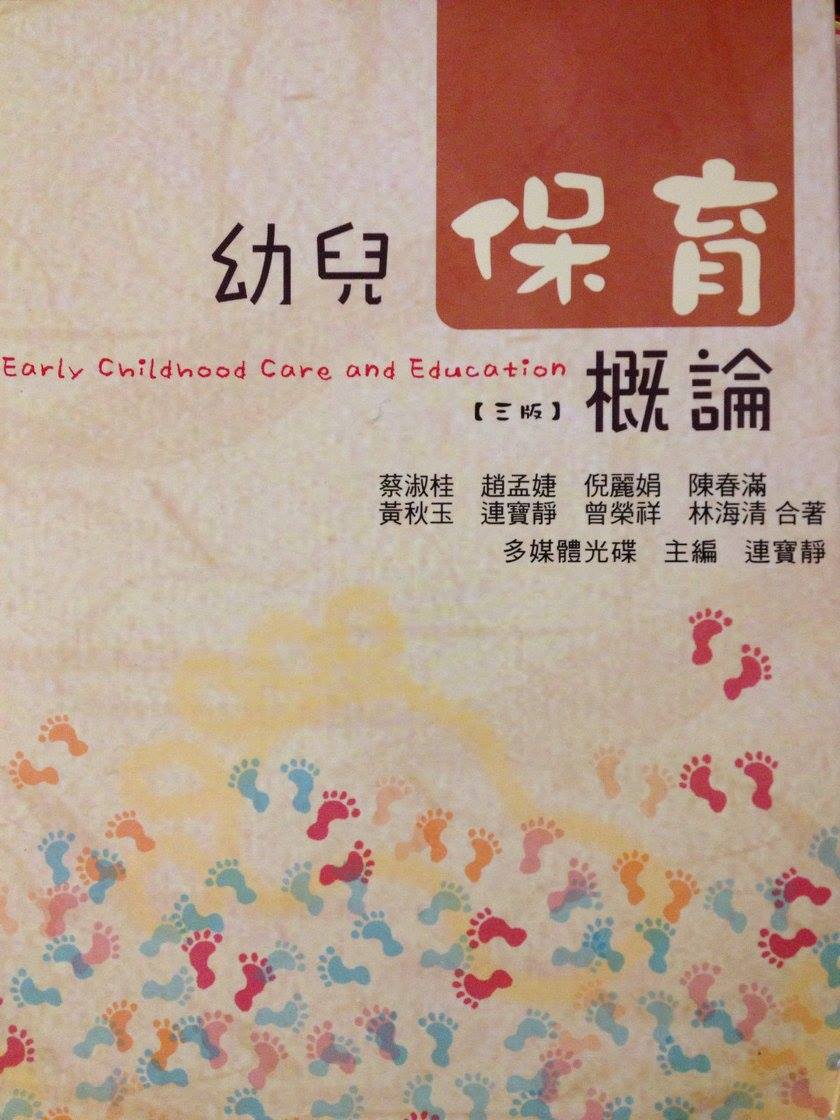 幼兒保育
Early Childhood Care and Education
概論
【三版】
蔡淑桂 趙孟婕 倪麗娟 陳春滿
黃秋玉 連寶靜 曾榮祥 林海清 合著
多媒體光碟 主編 連寶靜